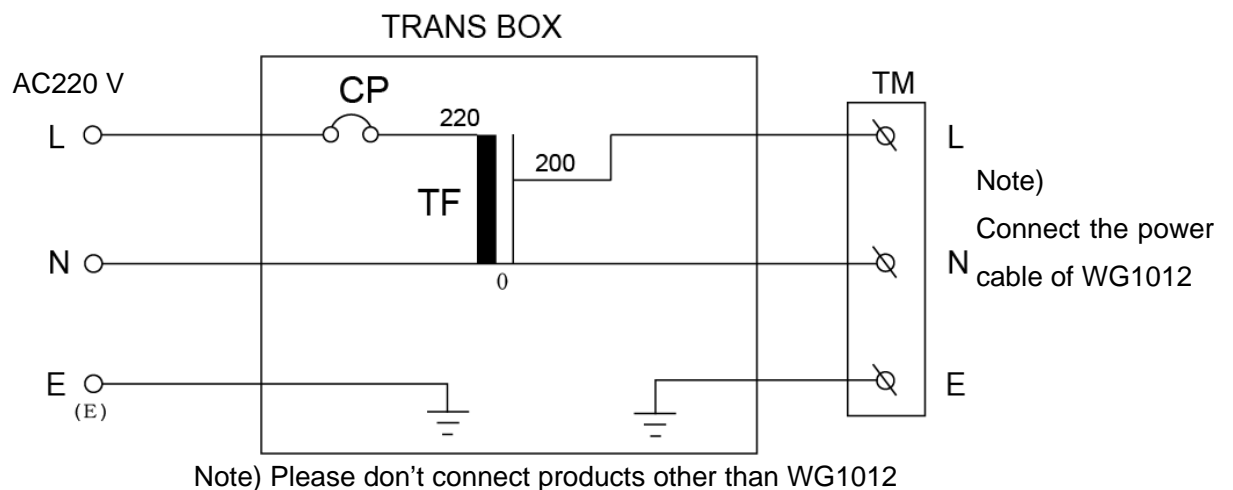 TRANS BOX
AC220 V
CP
TM
220
L
L
200
Note)
TF
Connect the power
N
N
cable of WG1012
0
E
E
(E)
Note) Please don’t connect products other than WG1012